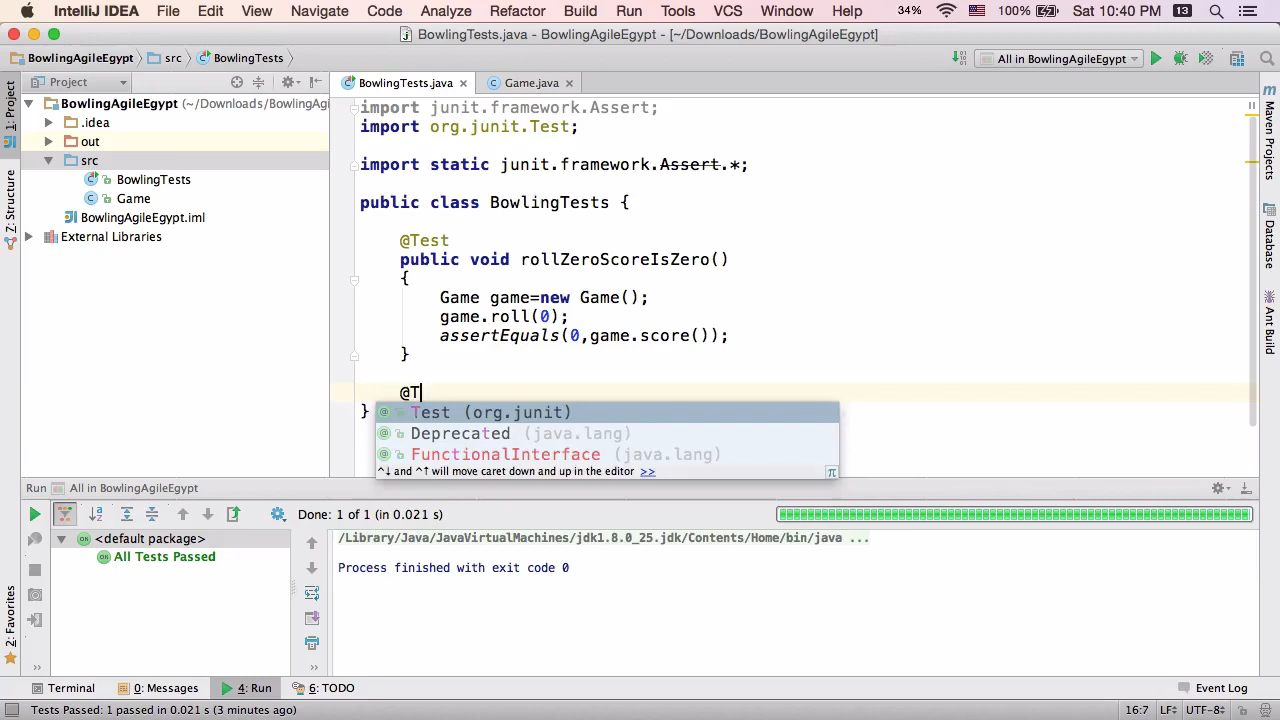 IntelliJ IDEA File Edit View Navigate Code Analyze Refactor Build Run Tools VCS Window Help 34% 100% Sat 10:40 PM 13
BowlingTests.java - BowlingAgileEgypt - [~/Downloads/BowlingAgileEgypt]
BowlingAgileEgypt src BowlingTests All in BowlingAgileEgypt
Project BowlingTests.java Game.java
BowlingAgileEgypt (~/Downloads/BowlingAg
.idea
out
src
BowlingTests
Game
BowlingAgileEgypt.iml
External Libraries
1: Project
Z: Structure
2: Favorites
import junit.framework.Assert;
import org.junit.Test;
import static junit.framework.Assert.*;
public class BowlingTests {
@Test
public void rollZeroScoreIsZero()
{
Game game=new Game();
game.roll(0);
assertEquals(0,game.score());
}
@T
}
Test (org.junit)
Deprecated (java.lang)
FunctionalInterface (java.lang)
^↓ and ^↑ will move caret down and up in the editor >>
π
m Maven Projects
Database
Ant Build
Run All in BowlingAgileEgypt
Done: 1 of 1 (in 0.021 s)
<default package>
OK All Tests Passed
/Library/Java/JavaVirtualMachines/jdk1.8.0_25.jdk/Contents/Home/bin/java ...
Process finished with exit code 0
Terminal 0: Messages 4: Run 6: TODO Event Log
Tests Passed: 1 passed in 0.021 s (3 minutes ago) 16:7 LF UTF-8